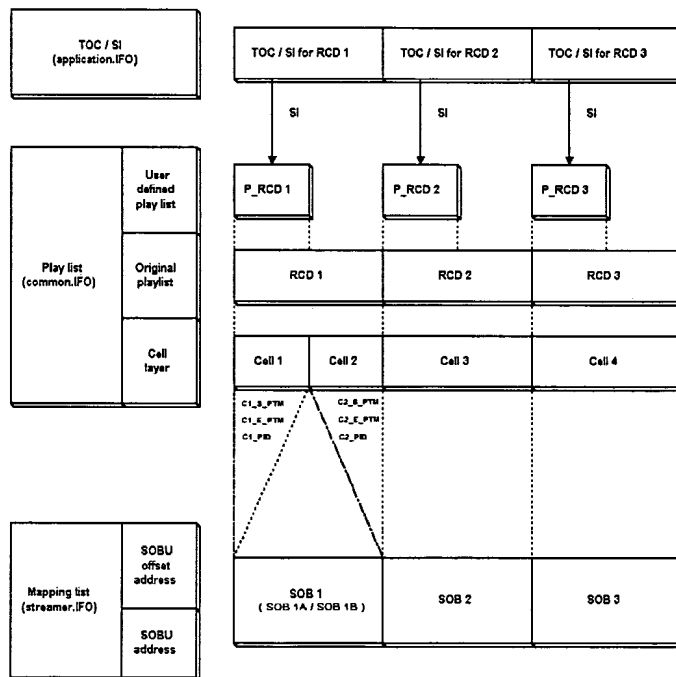 TOC / SI
(application.IFO)
TOC / SI for RCD 1
TOC / SI for RCD 2
TOC / SI for RCD 3
SI
SI
SI
Play list
(common.IFO)
User
defined
play list
Original
playlist
Cell
layer
P_RCD 1
P_RCD 2
P_RCD 3
RCD 1
RCD 2
RCD 3
Cell 1
Cell 2
Cell 3
Cell 4
C1_S_PTM
C1_E_PTM
C1_PID
C2_S_PTM
C2_E_PTM
C2_PID
Mapping list
(streamer.IFO)
SOBU
offset
address
SOBU
address
SOB 1
( SOB 1A / SOB 1B )
SOB 2
SOB 3